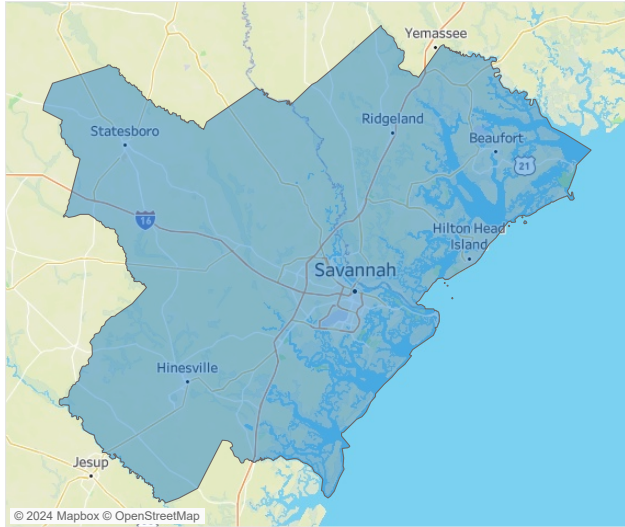 Yemassee
Ridgeland
Statesboro
Beaufort
21
16
Hilton Head
Island
Savannah
Hinesville
Jesup
© 2024 Mapbox © OpenStreetMap